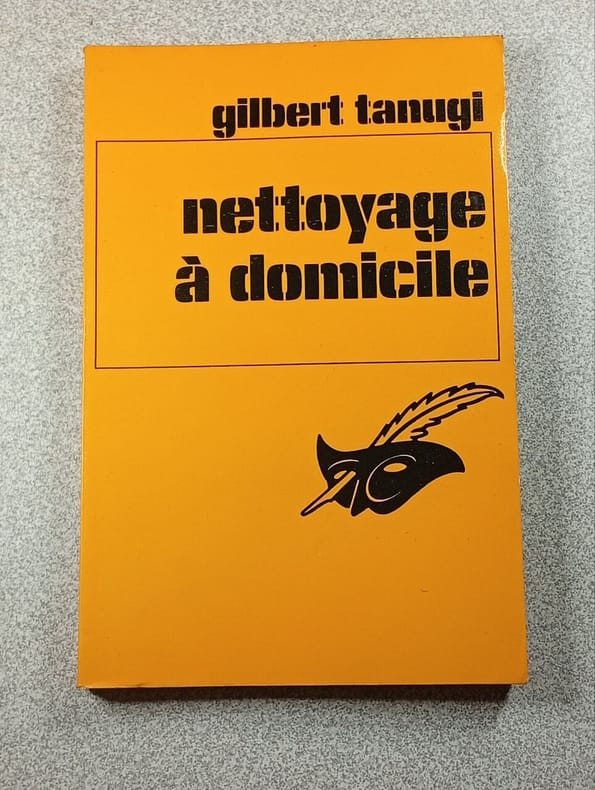 gilbert tanugi
nettoyage
à domicile